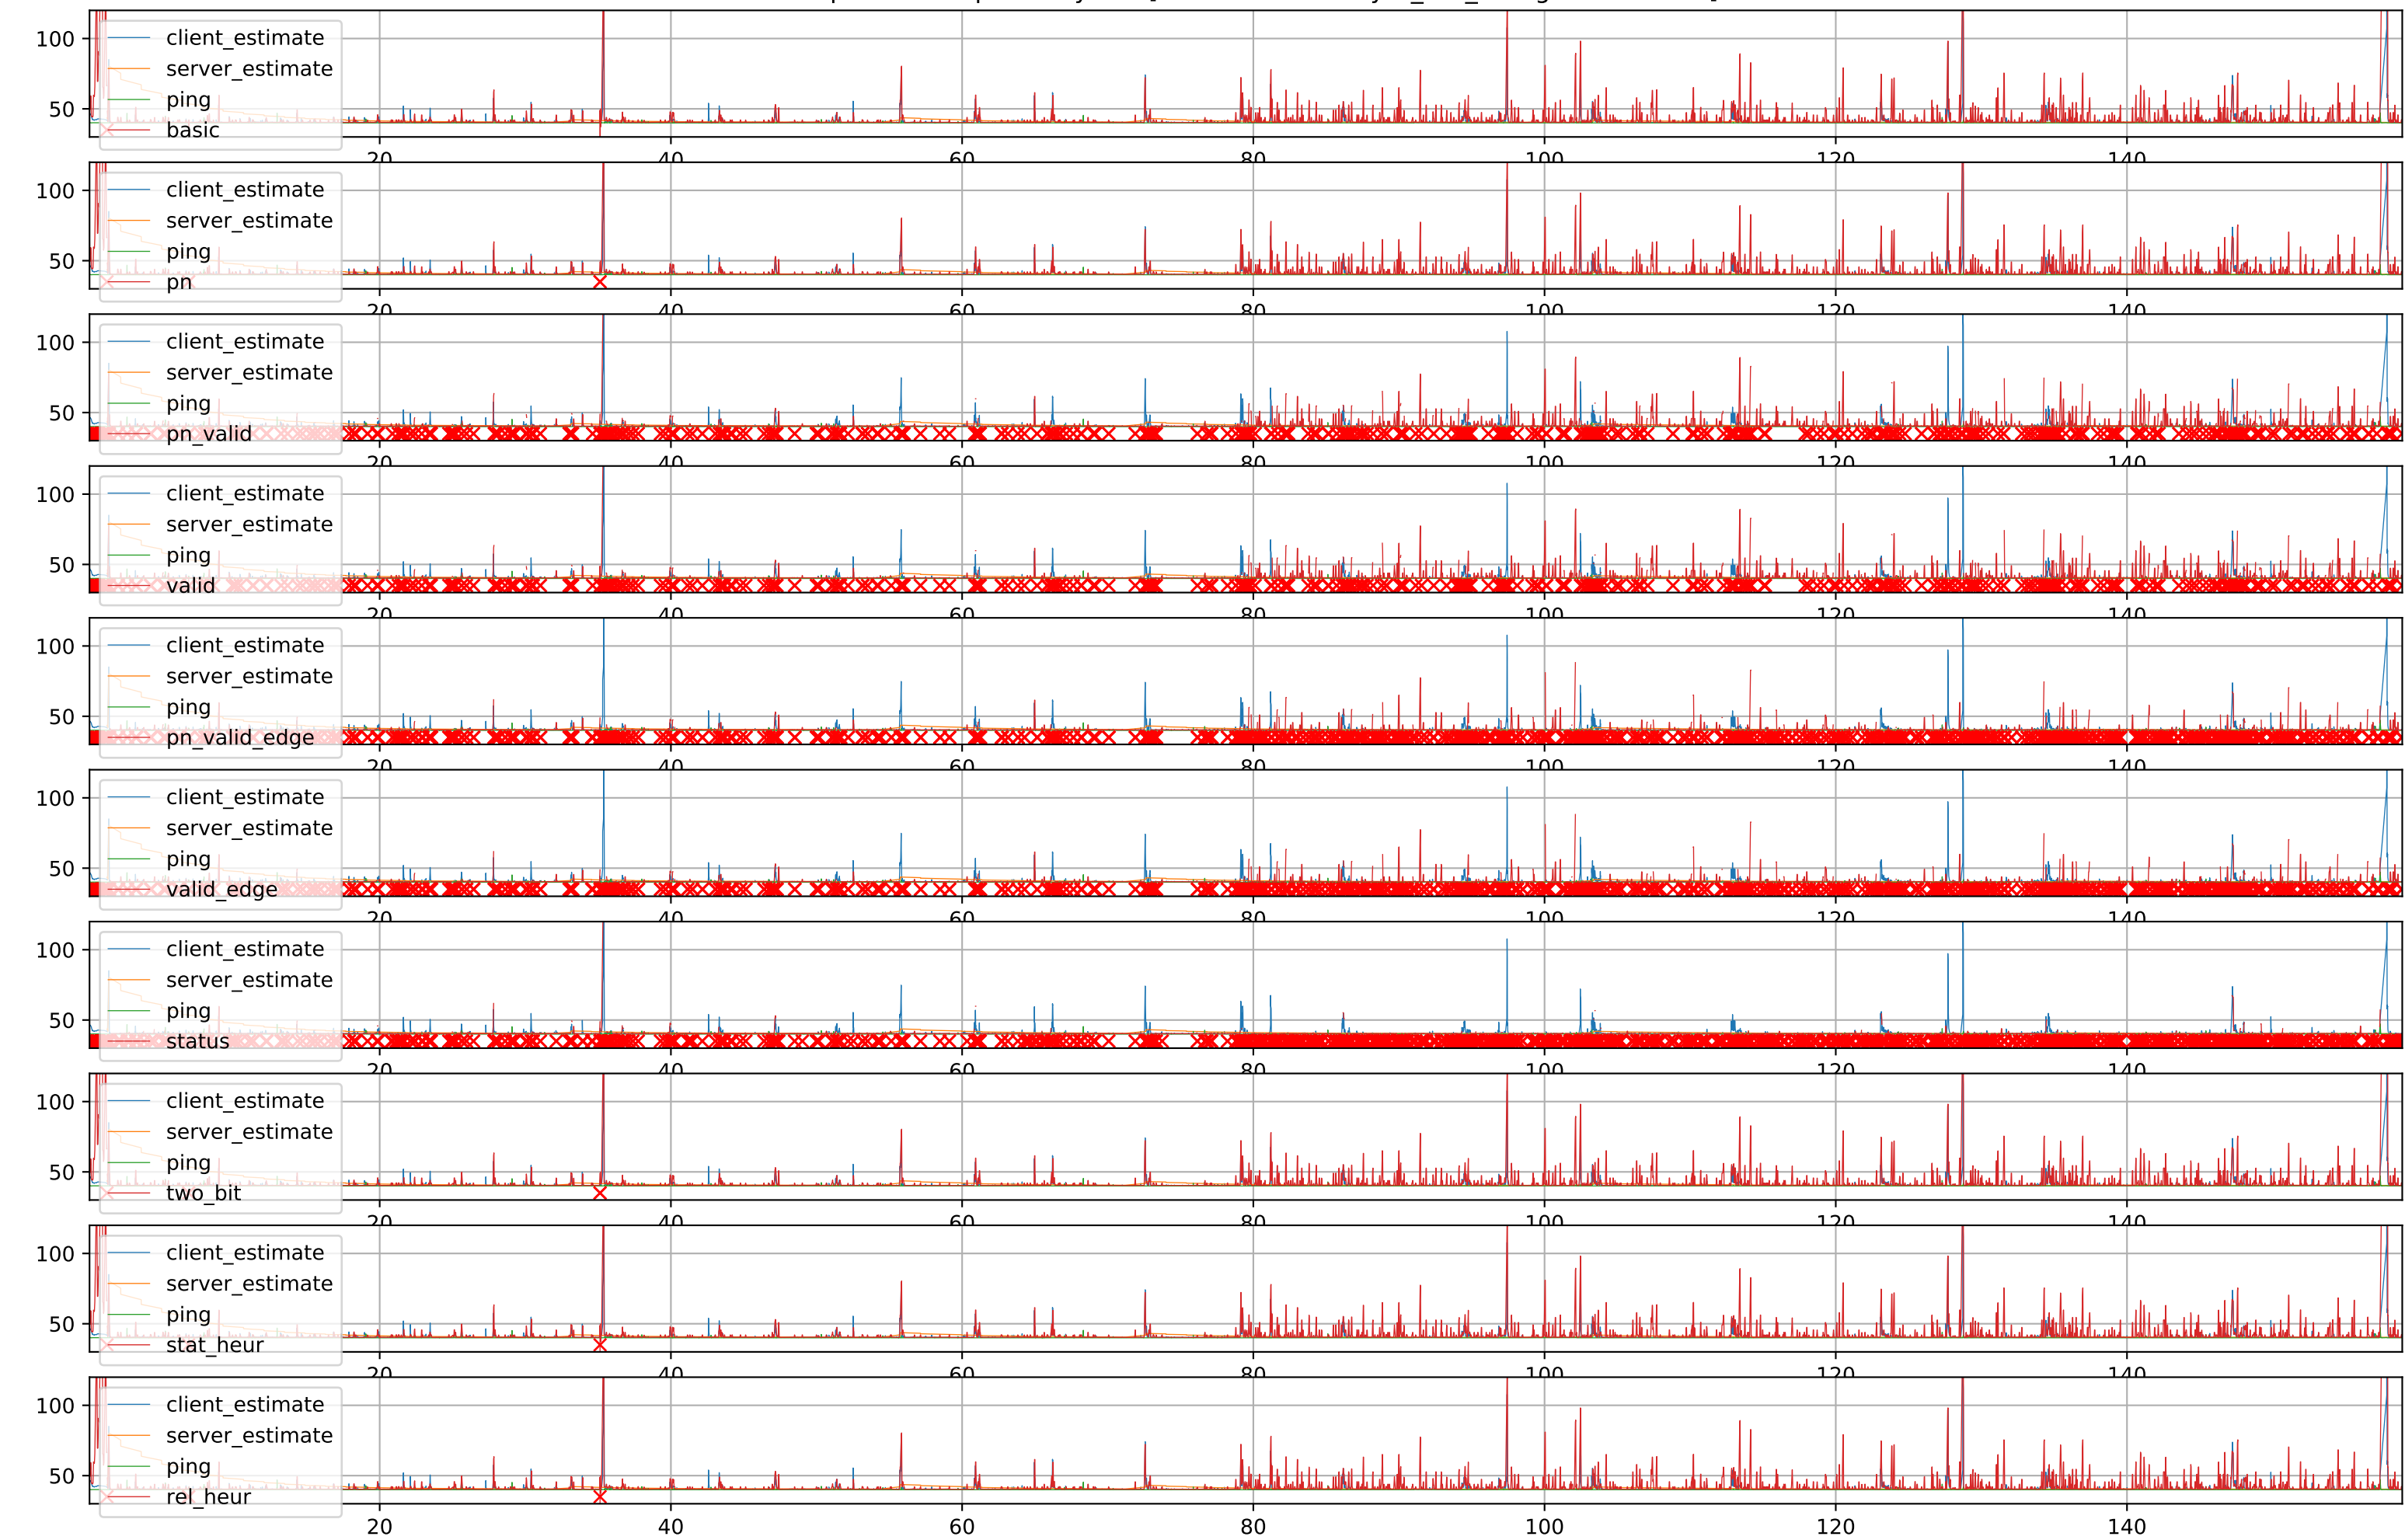 100
50
client_estimate
server_estimate
ping
basic
20 40 60 80 100 120 140
100
50
client_estimate
server_estimate
ping
pn
20 40 60 80 100 120 140
100
50
client_estimate
server_estimate
ping
pn_valid
20 40 60 80 100 120 140
100
50
client_estimate
server_estimate
ping
valid
20 40 60 80 100 120 140
100
50
client_estimate
server_estimate
ping
pn_valid_edge
20 40 60 80 100 120 140
100
50
client_estimate
server_estimate
ping
valid_edge
20 40 60 80 100 120 140
100
50
client_estimate
server_estimate
ping
status
20 40 60 80 100 120 140
100
50
client_estimate
server_estimate
ping
two_bit
20 40 60 80 100 120 140
100
50
client_estimate
server_estimate
ping
stat_heur
20 40 60 80 100 120 140
100
50
client_estimate
server_estimate
ping
rel_heur
20 40 60 80 100 120 140